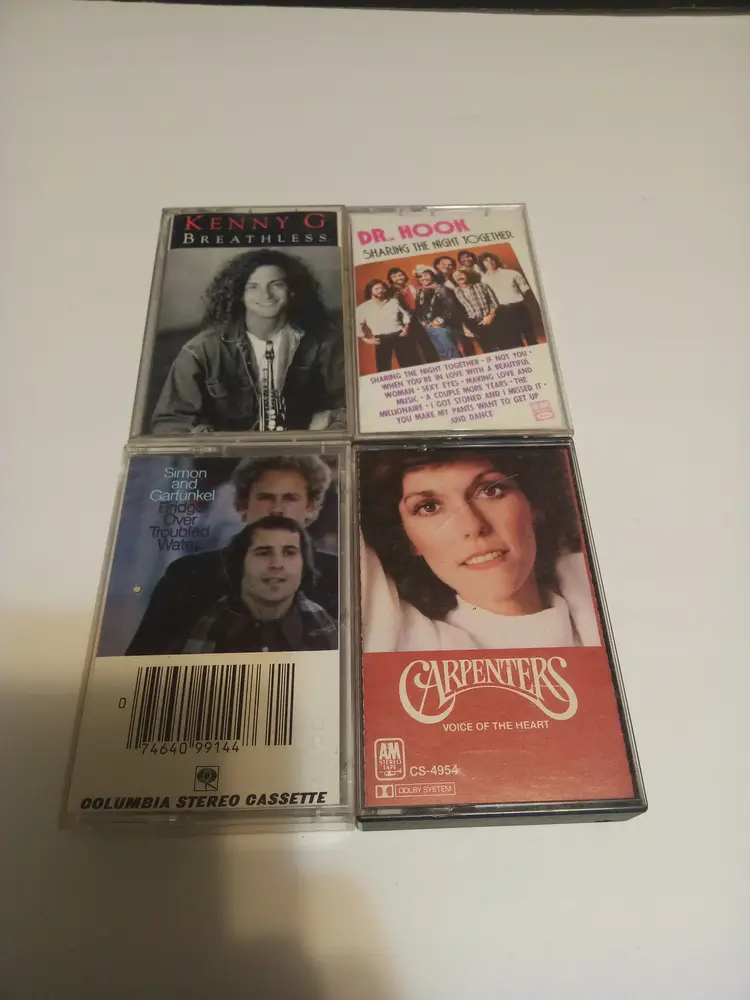 KENNY G
BREATHLESS
DR. HOOK
SHARING THE NIGHT TOGETHER
SHARING THE NIGHT TOGETHER • IF NOT YOU •
WHEN YOU'RE IN LOVE WITH A BEAUTIFUL
WOMAN • SEXY EYES • MAKING LOVE AND
MUSIC • A COUPLE MORE YEARS • THE
MILLIONAIRE • I GOT STONED AND I MISSED IT •
YOU MAKE MY PANTS WANT TO GET UP
AND DANCE
Simon
and
Garfunkel
Bridge
Over
Troubled
Water
0
74640 99144
COLUMBIA STEREO CASSETTE
CARPENTERS
VOICE OF THE HEART
A&M
STEREO
TAPE
CS-4954
DOLBY SYSTEM